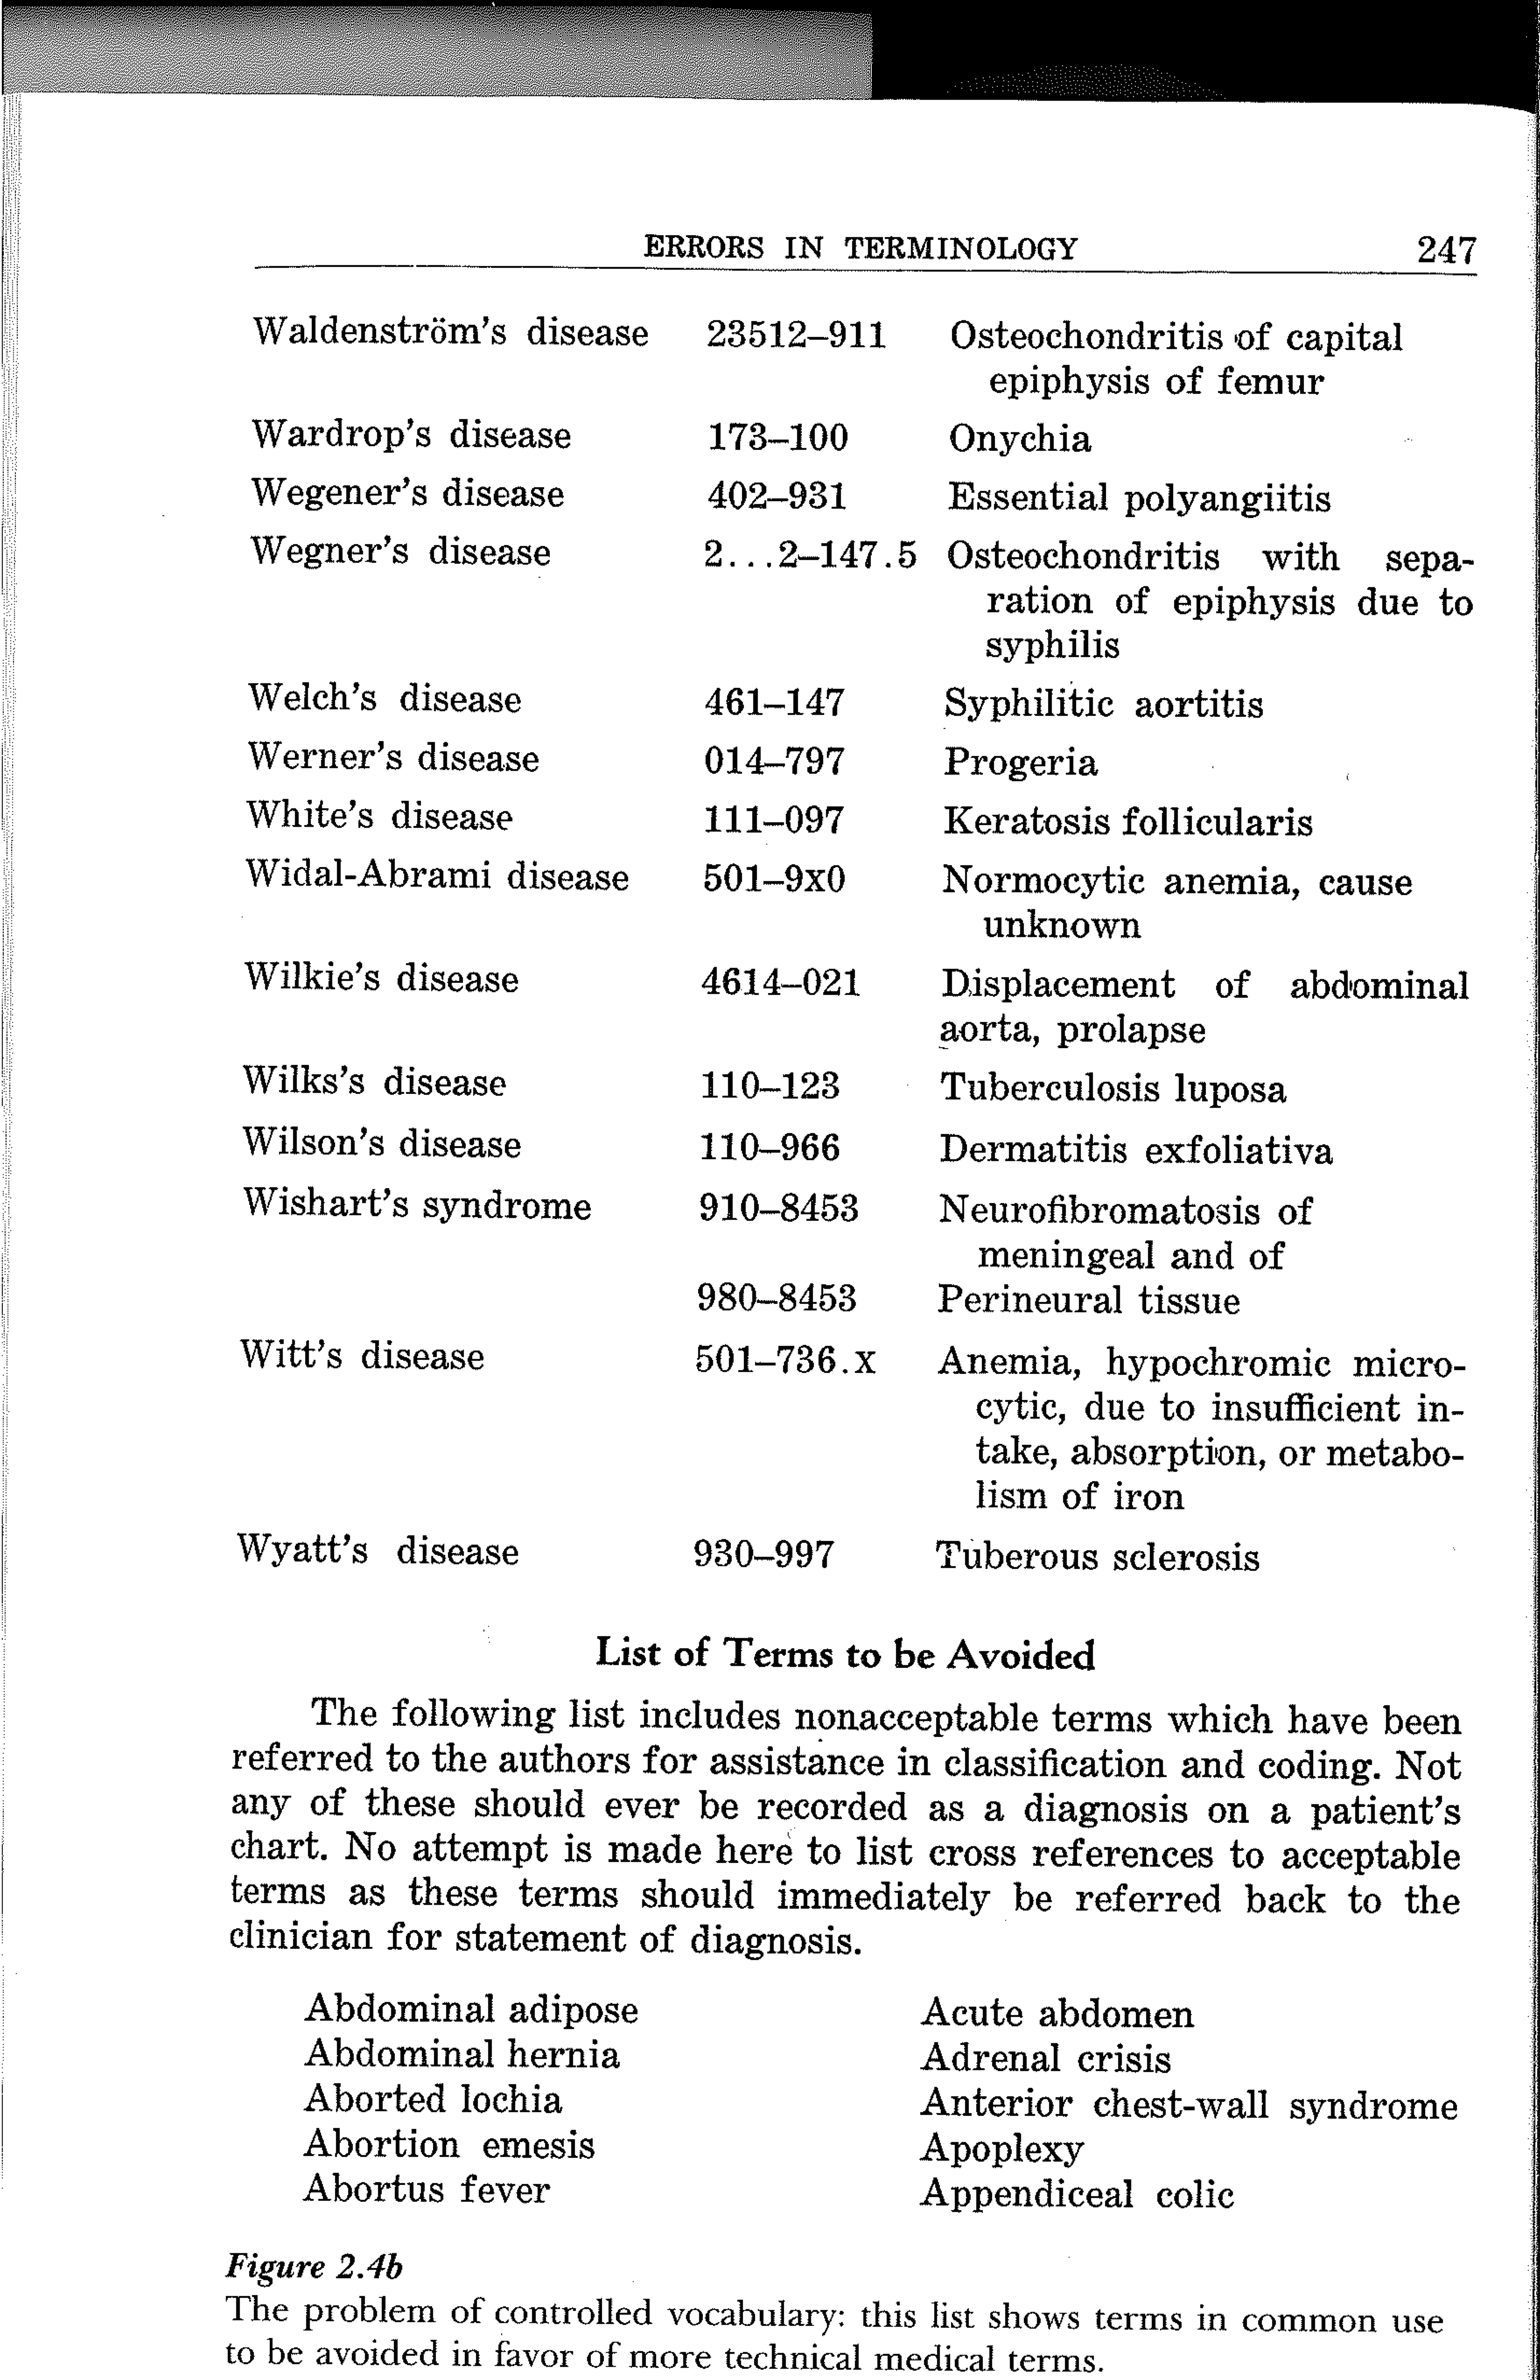 ERRORS IN TERMINOLOGY 247
Waldenström's disease 23512–911 Osteochondritis of capital
epiphysis of femur
Wardrop's disease 173–100 Onychia
Wegener's disease 402–931 Essential polyangiitis
Wegner's disease 2...2–147.5 Osteochondritis with sepa-
ration of epiphysis due to
syphilis
Welch's disease 461–147 Syphilitic aortitis
Werner's disease 014–797 Progeria
White's disease 111–097 Keratosis follicularis
Widal-Abrami disease 501–9x0 Normocytic anemia, cause
unknown
Wilkie's disease 4614–021 Displacement of abdominal
aorta, prolapse
Wilks's disease 110–123 Tuberculosis luposa
Wilson's disease 110–966 Dermatitis exfoliativa
Wishart's syndrome 910–8453 Neurofibromatosis of
meningeal and of
980–8453 Perineural tissue
Witt's disease 501–736.x Anemia, hypochromic micro-
cytic, due to insufficient in-
take, absorption, or metabo-
lism of iron
Wyatt's disease 930–997 Tuberous sclerosis
List of Terms to be Avoided
The following list includes nonacceptable terms which have been
referred to the authors for assistance in classification and coding. Not
any of these should ever be recorded as a diagnosis on a patient's
chart. No attempt is made here to list cross references to acceptable
terms as these terms should immediately be referred back to the
clinician for statement of diagnosis.
Abdominal adipose Acute abdomen
Abdominal hernia Adrenal crisis
Aborted lochia Anterior chest-wall syndrome
Abortion emesis Apoplexy
Abortus fever Appendiceal colic
Figure 2.4b
The problem of controlled vocabulary: this list shows terms in common use
to be avoided in favor of more technical medical terms.